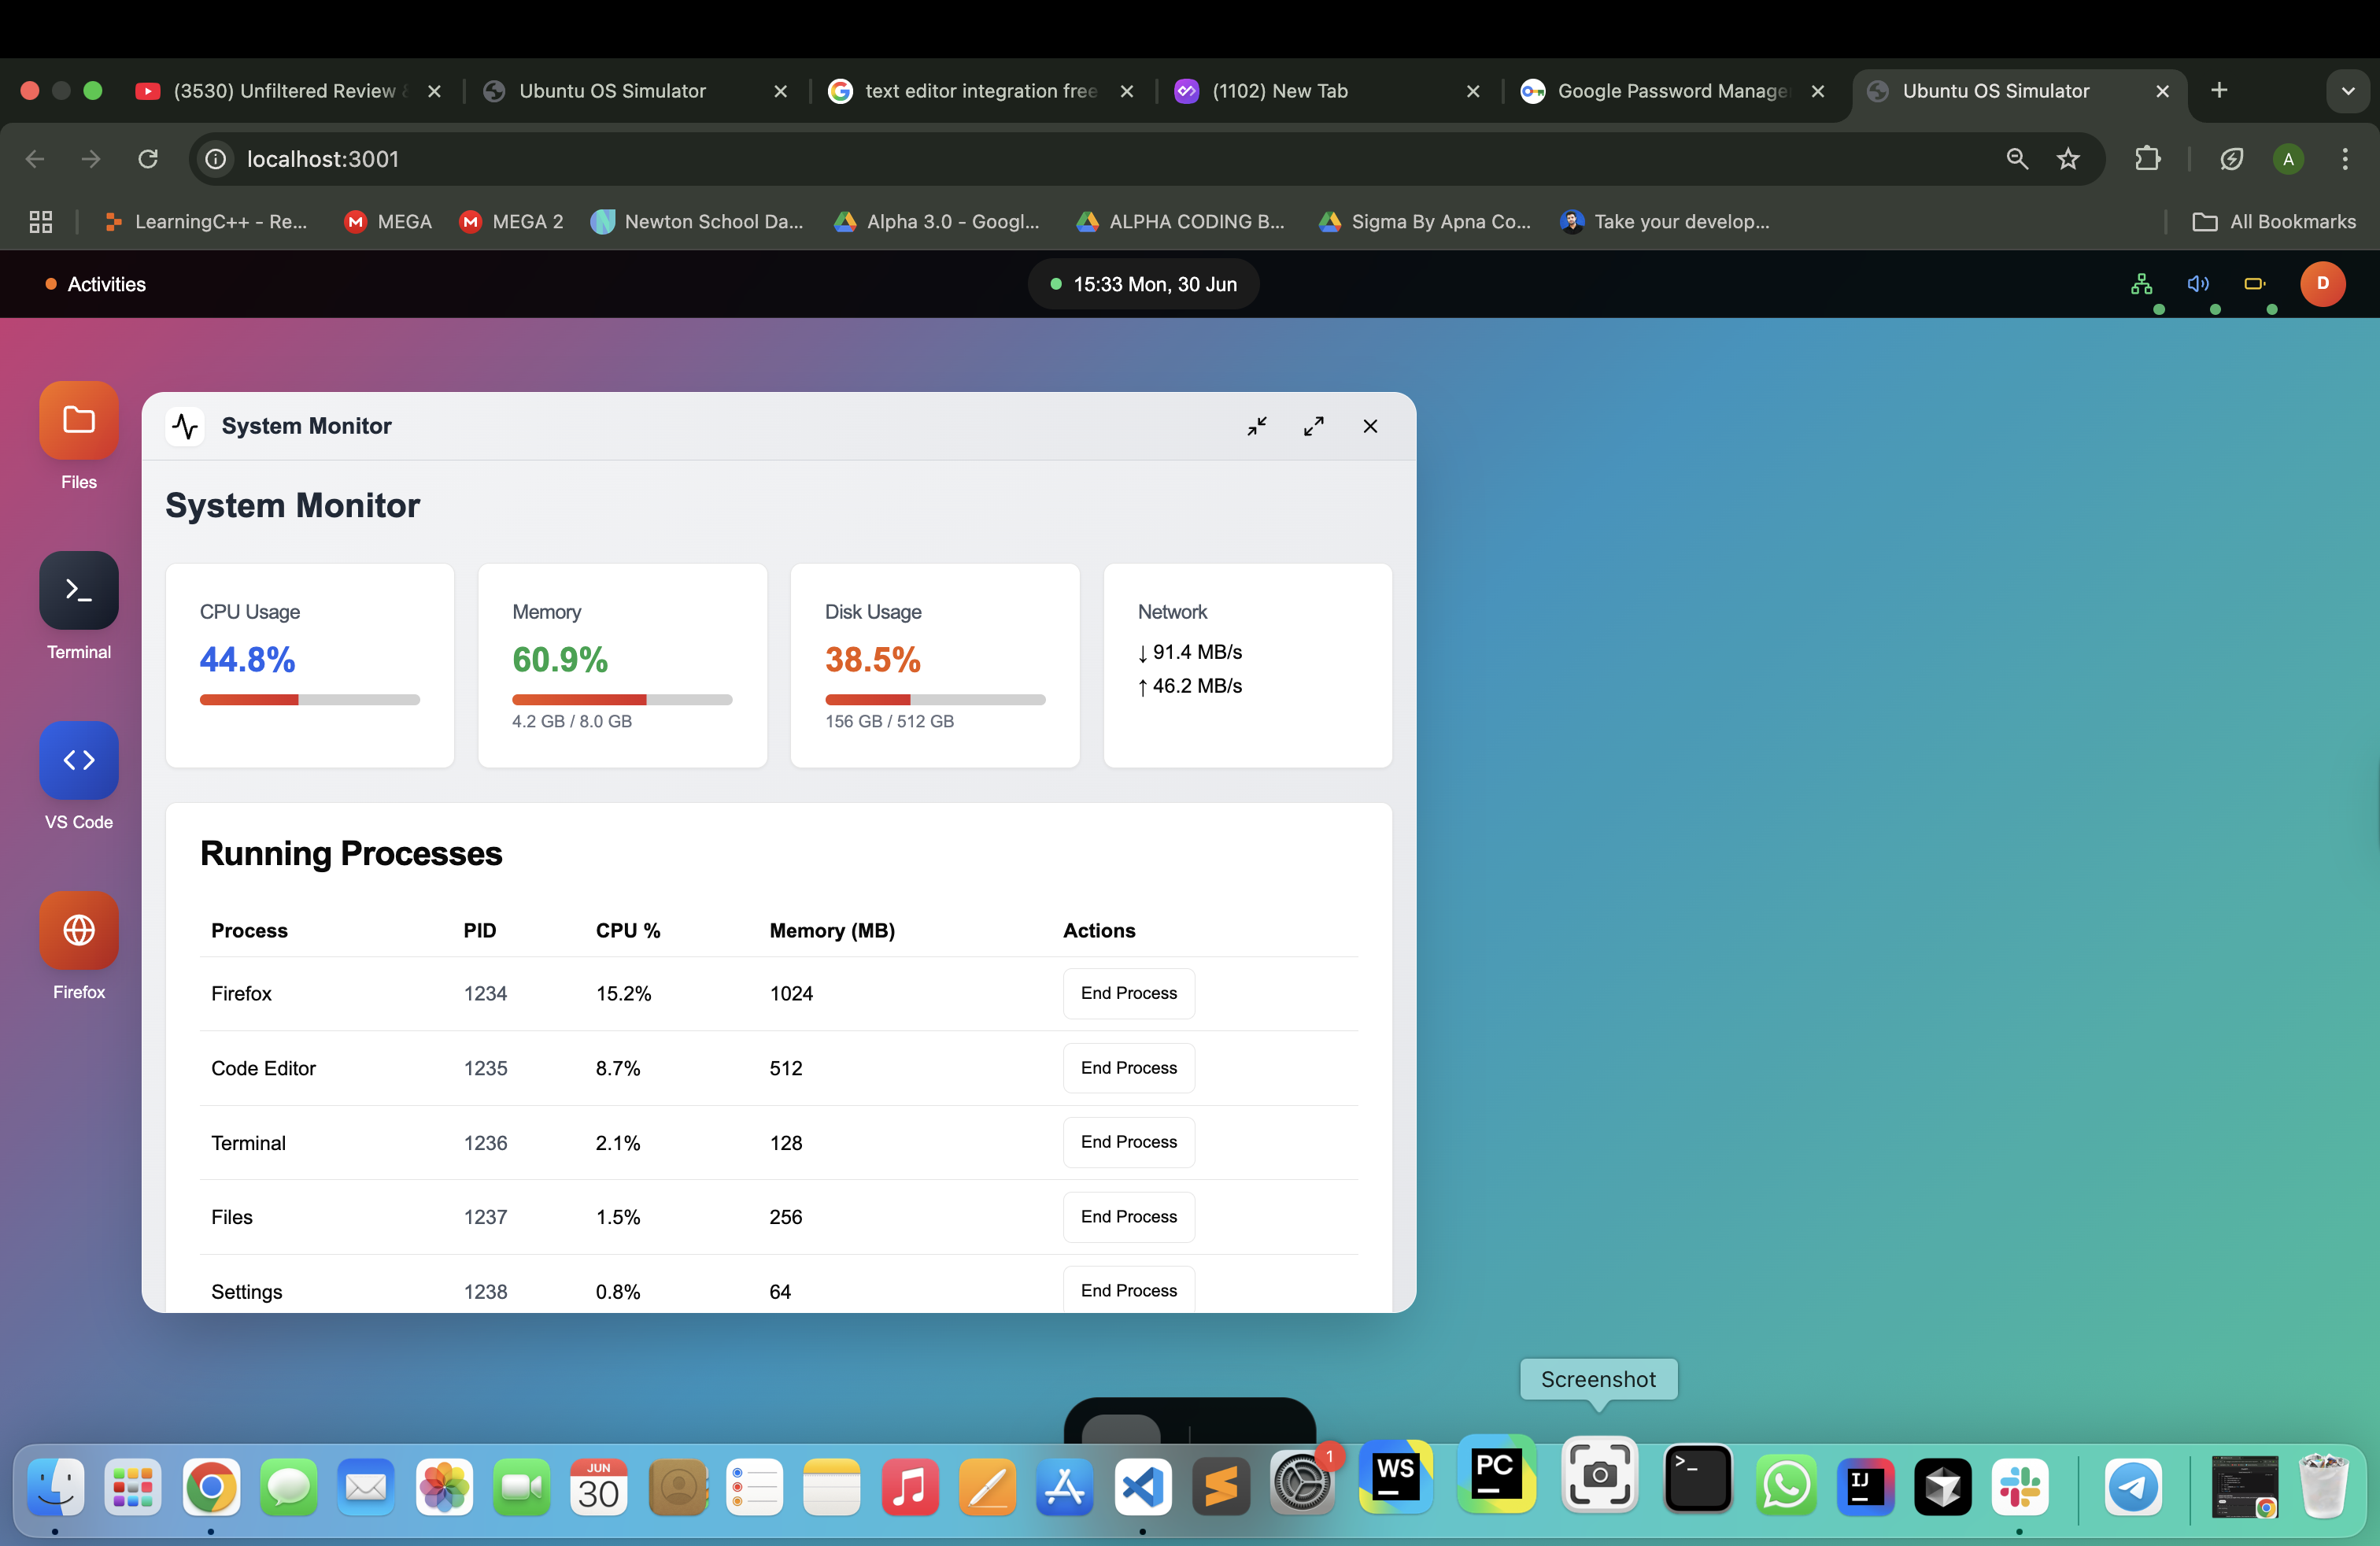 (3530) Unfiltered Review &
Ubuntu OS Simulator
text editor integration free
(1102) New Tab
Google Password Manage
Ubuntu OS Simulator
localhost:3001
A
LearningC++ - Re...
MEGA
MEGA 2
Newton School Da...
Alpha 3.0 - Googl...
ALPHA CODING B...
Sigma By Apna Co...
Take your develop...
All Bookmarks
Activities
15:33 Mon, 30 Jun
D
Files
Terminal
VS Code
Firefox
System Monitor
System Monitor
CPU Usage
44.8%
Memory
60.9%
4.2 GB / 8.0 GB
Disk Usage
38.5%
156 GB / 512 GB
Network
↓ 91.4 MB/s
↑ 46.2 MB/s
Running Processes
Process PID CPU % Memory (MB) Actions
Firefox 1234 15.2% 1024 End Process
Code Editor 1235 8.7% 512 End Process
Terminal 1236 2.1% 128 End Process
Files 1237 1.5% 256 End Process
Settings 1238 0.8% 64 End Process
Screenshot
JUN
30
1
WS
PC
>_
IJ